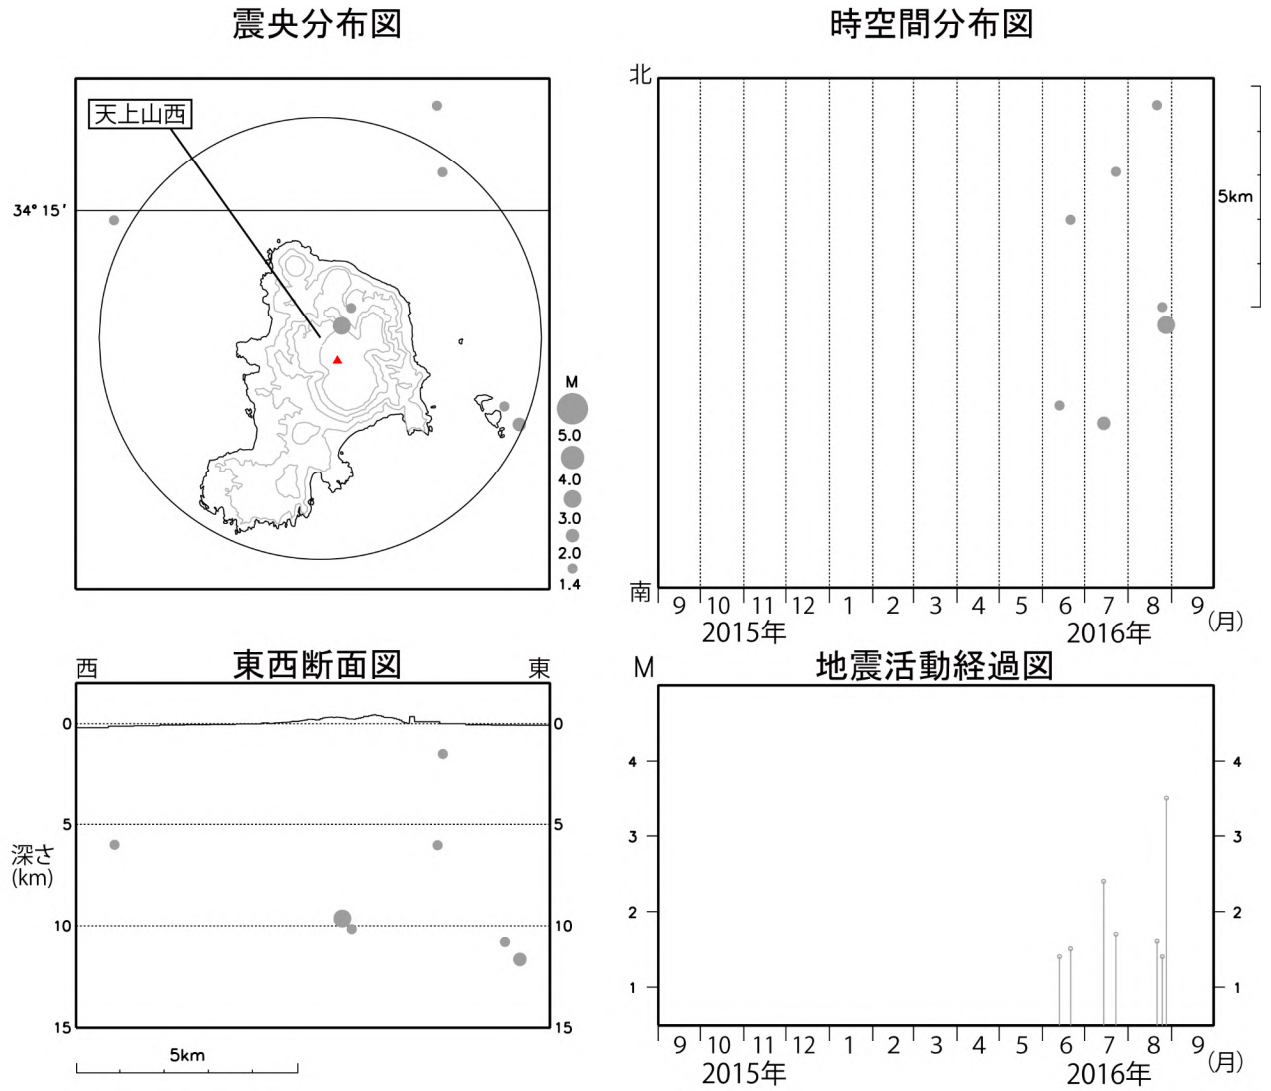 震央分布図
天上山西
34° 15′
M
5.0
4.0
3.0
2.0
1.4
時空間分布図
北
南
5km
9 10 11 12 1 2 3 4 5 6 7 8 9 (月)
2015年 2016年
東西断面図
西 東
0 0
5 5
深さ
(km)
10 10
15 15
5km
地震活動経過図
M
4 4
3 3
2 2
1 1
9 10 11 12 1 2 3 4 5 6 7 8 9 (月)
2015年 2016年